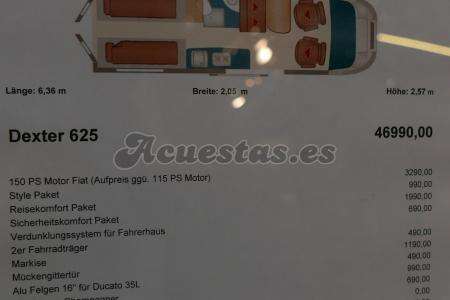 Länge: 6,36 m Breite: 2,05 m Höhe: 2,57 m
Dexter 625 46990,00
Acuestas.es
150 PS Motor Fiat (Aufpreis ggü. 115 PS Motor) 3290,00
Style Paket 990,00
Reisekomfort Paket 1990,00
Sicherheitskomfort Paket 690,00
Verdunklungssystem für Fahrerhaus
2er Fahrradträger 490,00
Markise 1190,00
Mückengittertür 490,00
Alu Felgen 16" für Ducato 35L 990,00
690,00
0,00